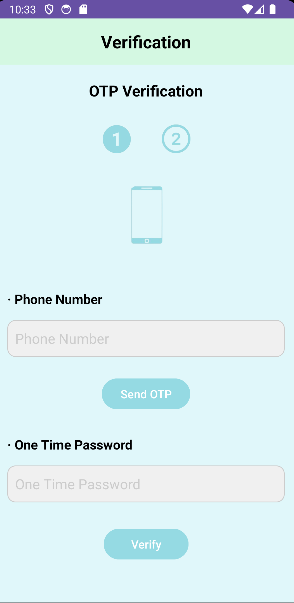 10:33
Verification
OTP Verification
1 2
· Phone Number
Phone Number
Send OTP
· One Time Password
One Time Password
Verify